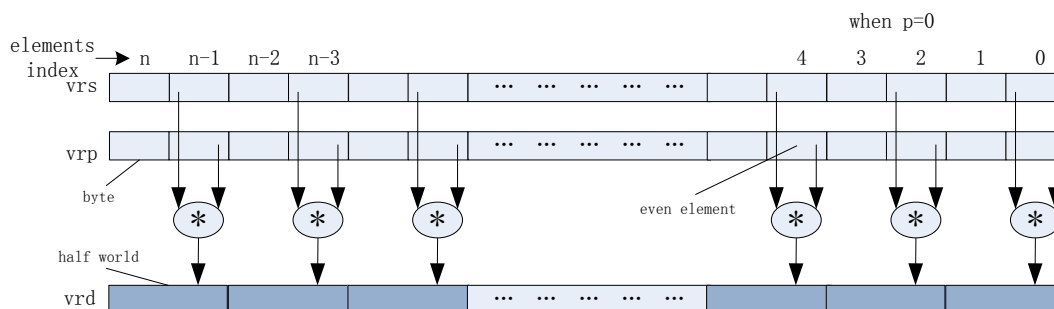 when p=0
elements
index
n n-1 n-2 n-3 4 3 2 1 0
vrs ... ... ... ... ...
vrp ... ... ... ... ...
byte
even element
* * * * * *
half world
vrd ... ... ... ... ...